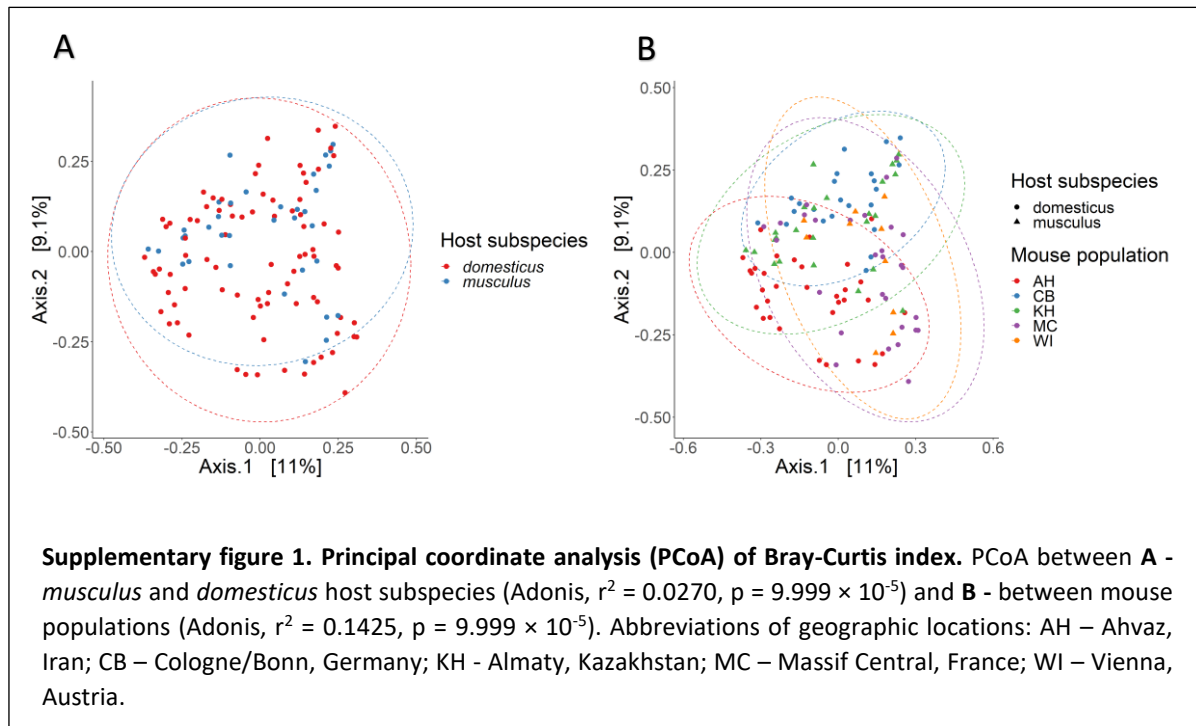 A
B
0.25
0.00
-0.25
-0.50
-0.50
-0.25
0.00
0.25
0.50
Axis.1 [11%]
Axis.2 [9.1%]
Host subspecies
domesticus
musculus
0.50
0.25
0.00
-0.25
-0.50
-0.6
-0.3
0.0
0.3
0.6
Axis.1 [11%]
Axis.2 [9.1%]
Host subspecies
domesticus
musculus
Mouse population
AH
CB
KH
MC
WI
Supplementary figure 1. Principal coordinate analysis (PCoA) of Bray-Curtis index. PCoA between A -
musculus and domesticus host subspecies (Adonis, r² = 0.0270, p = 9.999 × 10⁻⁵) and B - between mouse
populations (Adonis, r² = 0.1425, p = 9.999 × 10⁻⁵). Abbreviations of geographic locations: AH – Ahvaz,
Iran; CB – Cologne/Bonn, Germany; KH - Almaty, Kazakhstan; MC – Massif Central, France; WI – Vienna,
Austria.